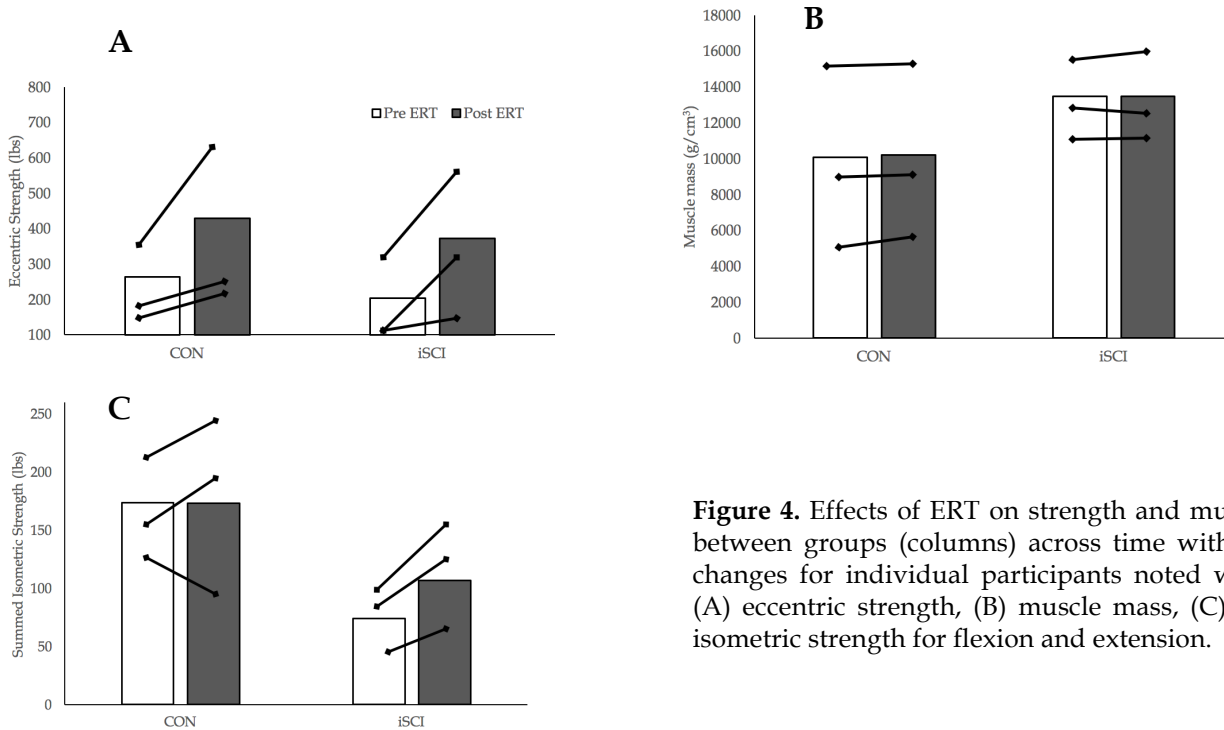 A
800
700
600
500
400
300
200
100
Eccentric Strength (lbs)
Pre ERT Post ERT
CON iSCI
B
18000
16000
14000
12000
10000
8000
6000
4000
2000
0
Muscle mass (g/cm³)
CON iSCI
C
250
200
150
100
50
0
Summed Isometric Strength (lbs)
CON iSCI
Figure 4. Effects of ERT on strength and mu
between groups (columns) across time with
changes for individual participants noted
(A) eccentric strength, (B) muscle mass, (C)
isometric strength for flexion and extension.